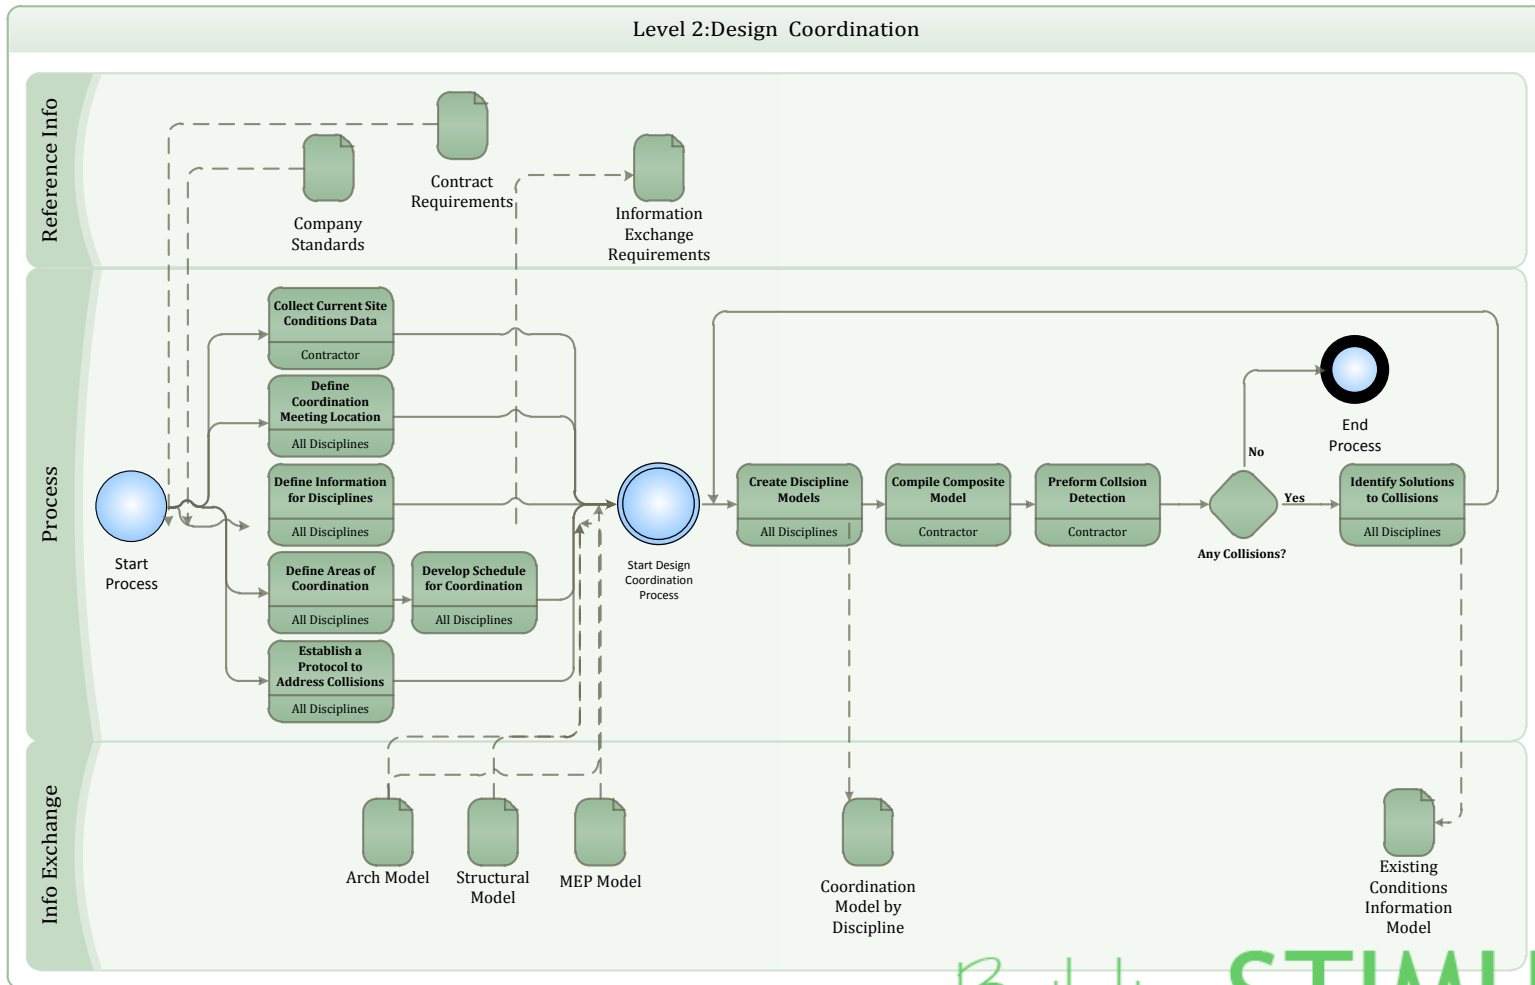 Level 2:Design Coordination
Reference Info
Contract
Requirements
Company
Standards
Information
Exchange
Requirements
Process
Start
Process
Collect Current Site
Conditions Data
Contractor
Define
Coordination
Meeting Location
All Disciplines
Define Information
for Disciplines
All Disciplines
Define Areas of
Coordination
All Disciplines
Develop Schedule
for Coordination
All Disciplines
Establish a
Protocol to
Address Collisions
All Disciplines
Start Design
Coordination
Process
Create Discipline
Models
All Disciplines
Compile Composite
Model
Contractor
Preform Collsion
Detection
Contractor
Any Collisions?
No
Yes
End
Process
Identify Solutions
to Collisions
All Disciplines
Info Exchange
Arch Model
Structural
Model
MEP Model
Coordination
Model by
Discipline
Existing
Conditions
Information
Model